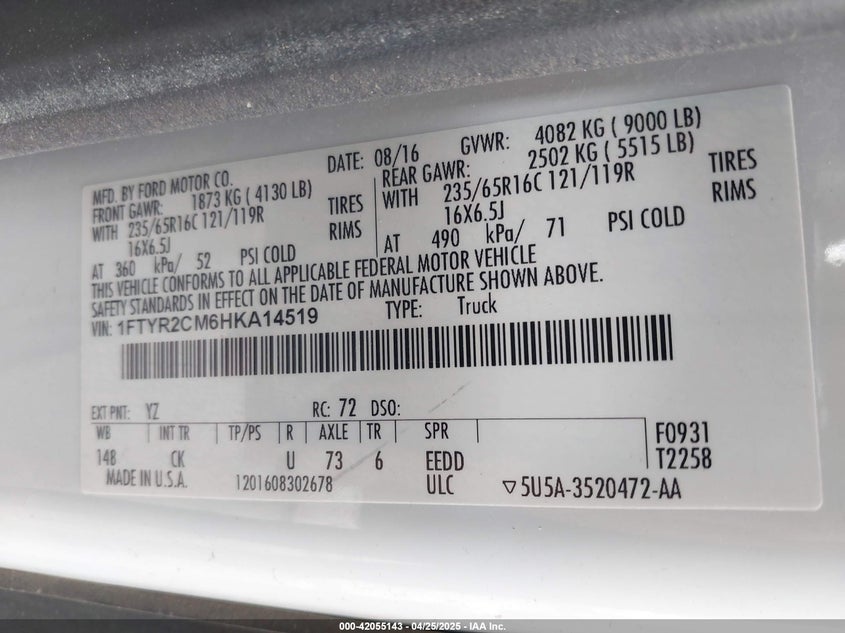 MFD. BY FORD MOTOR CO. DATE: 08/16 GVWR: 4082 KG ( 9000 LB)
FRONT GAWR: 1873 KG ( 4130 LB) REAR GAWR: 2502 KG ( 5515 LB)
WITH 235/65R16C 121/119R TIRES WITH 235/65R16C 121/119R TIRES
16X6.5J RIMS 16X6.5J RIMS
AT 360 kPa/ 52 PSI COLD AT 490 kPa/ 71 PSI COLD
THIS VEHICLE CONFORMS TO ALL APPLICABLE FEDERAL MOTOR VEHICLE
SAFETY STANDARDS IN EFFECT ON THE DATE OF MANUFACTURE SHOWN ABOVE.
VIN: 1FTYR2CM6HKA14519 TYPE: Truck
EXT PNT: YZ RC: 72 DSO:
WB INT TR TP/PS R AXLE TR SPR F0931
148 CK U 73 6 EEDD T2258
MADE IN U.S.A. 1201608302678 ULC ▽5U5A-3520472-AA
000-42055143 - 04/25/2025 - IAA Inc.